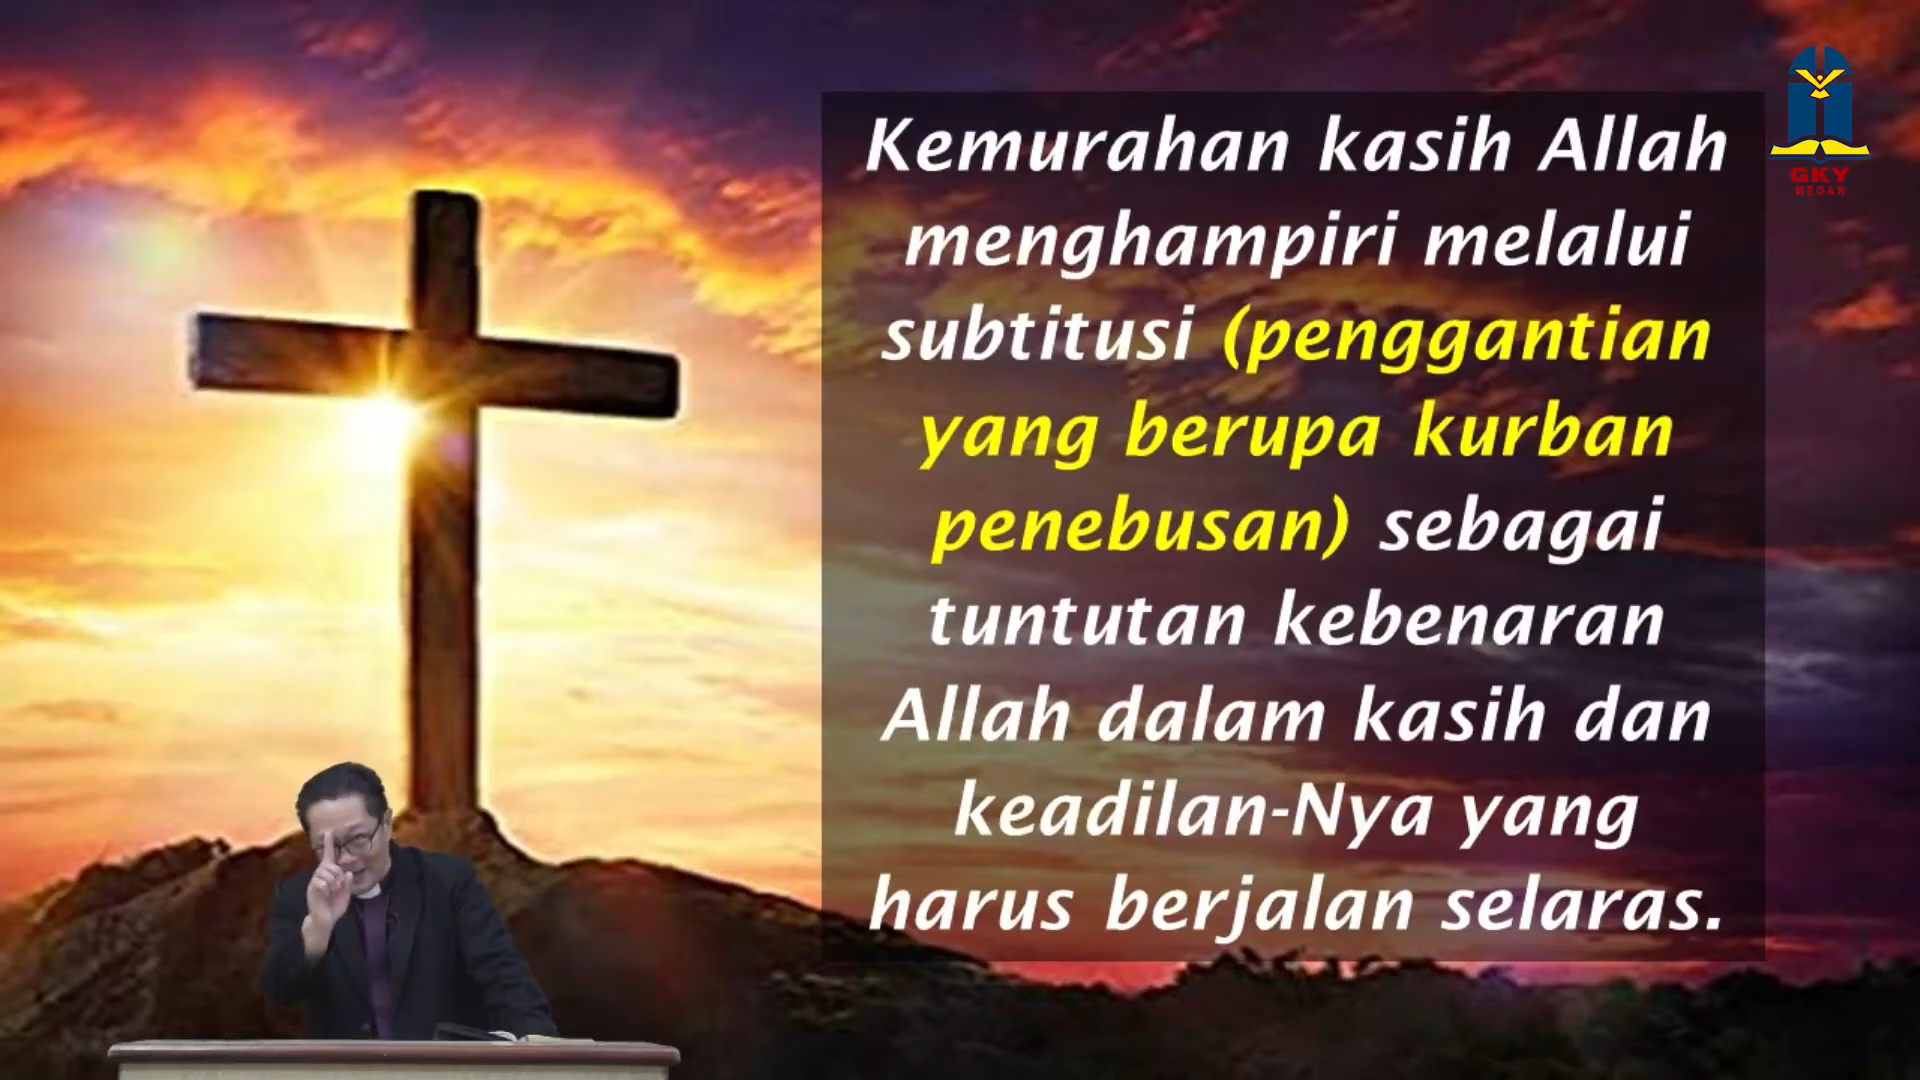 Kemurahan kasih Allah
menghampiri melalui
subtitusi (penggantian
yang berupa kurban
penebusan) sebagai
tuntutan kebenaran
Allah dalam kasih dan
keadilan-Nya yang
harus berjalan selaras.
GKY
MEDAN